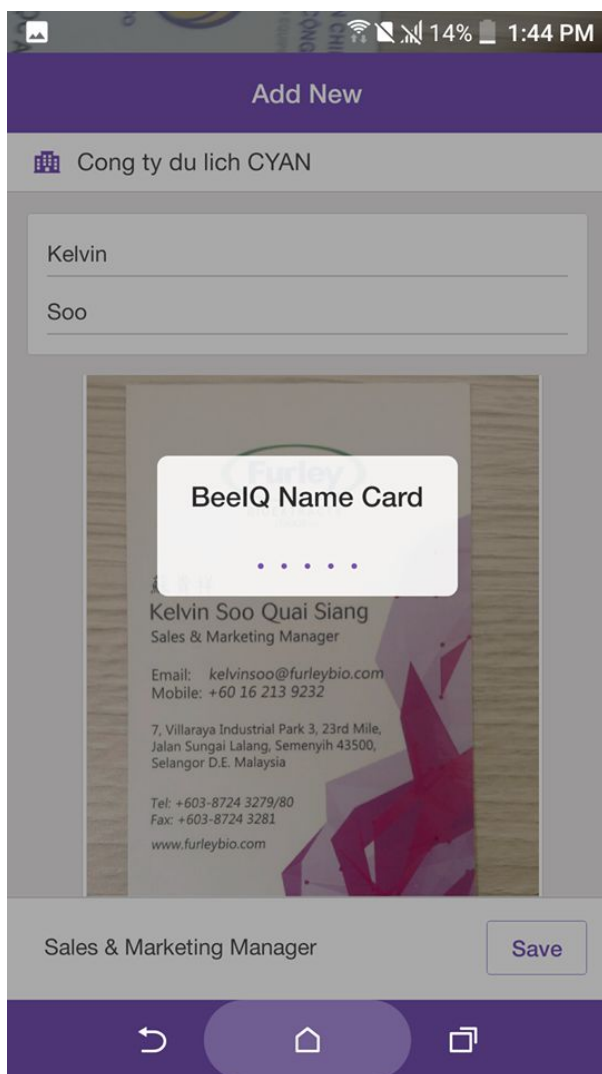 14% 1:44 PM
Add New
Cong ty du lich CYAN
Kelvin
Soo
Furley
BeeIQ Name Card
Kelvin Soo Quai Siang
Sales & Marketing Manager
Email: kelvinsoo@furleybio.com
Mobile: +60 16 213 9232
7, Villaraya Industrial Park 3, 23rd Mile,
Jalan Sungai Lalang, Semenyih 43500,
Selangor D.E. Malaysia
Tel: +603-8724 3279/80
Fax: +603-8724 3281
www.furleybio.com
Sales & Marketing Manager
Save